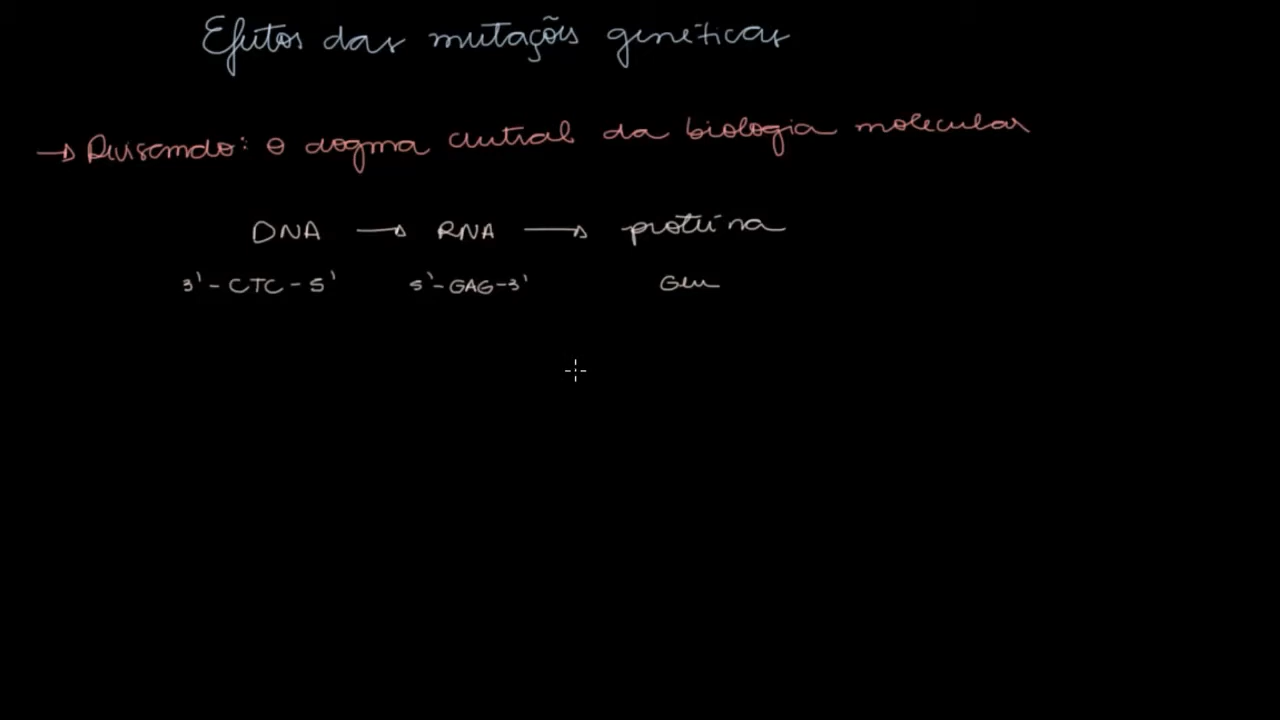 Efeitos das mutações genéticas
→ Revisando: o dogma central da biologia molecular
DNA → RNA → proteína
3'-CTC-5' 5'-GAG-3' Glu